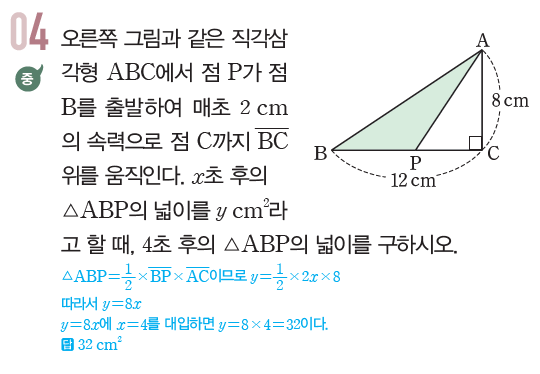 04
중
오른쪽 그림과 같은 직각삼
각형 ABC에서 점 P가 점
B를 출발하여 매초 2 cm
의 속력으로 점 C까지 $\overline{BC}$
위를 움직인다. x초 후의
△ABP의 넓이를 y cm²라
고 할 때, 4초 후의 △ABP의 넓이를 구하시오.
A
8 cm
B
P
C
12 cm
△ABP=$\frac{1}{2}$×$\overline{BP}$×$\overline{AC}$이므로 y=$\frac{1}{2}$×2x×8
따라서 y=8x
y=8x에 x=4를 대입하면 y=8×4=32이다.
답 32 cm²